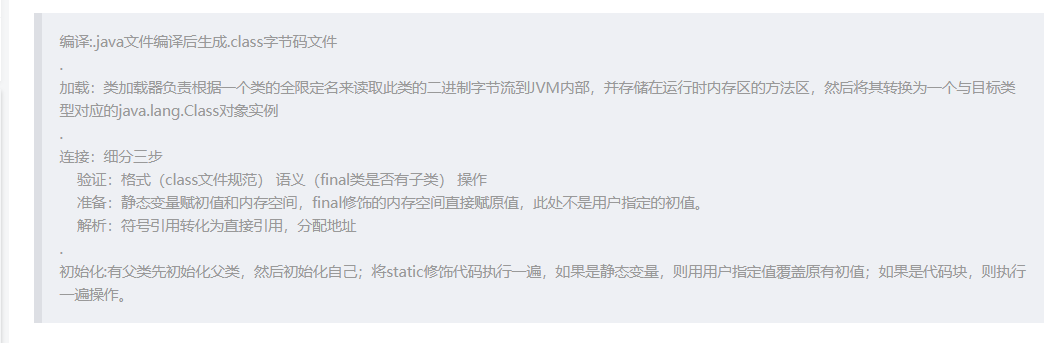 编译:.java文件编译后生成.class字节码文件
.
加载：类加载器负责根据一个类的全限定名来读取此类的二进制字节流到JVM内部，并存储在运行时内存区的方法区，然后将其转换为一个与目标类
型对应的java.lang.Class对象实例
.
连接：细分三步
验证：格式（class文件规范） 语义（final类是否有子类） 操作
准备：静态变量赋初值和内存空间，final修饰的内存空间直接赋原值，此处不是用户指定的初值。
解析：符号引用转化为直接引用，分配地址
.
初始化:有父类先初始化父类，然后初始化自己；将static修饰代码执行一遍，如果是静态变量，则用用户指定值覆盖原有初值；如果是代码块，则执行
一遍操作。